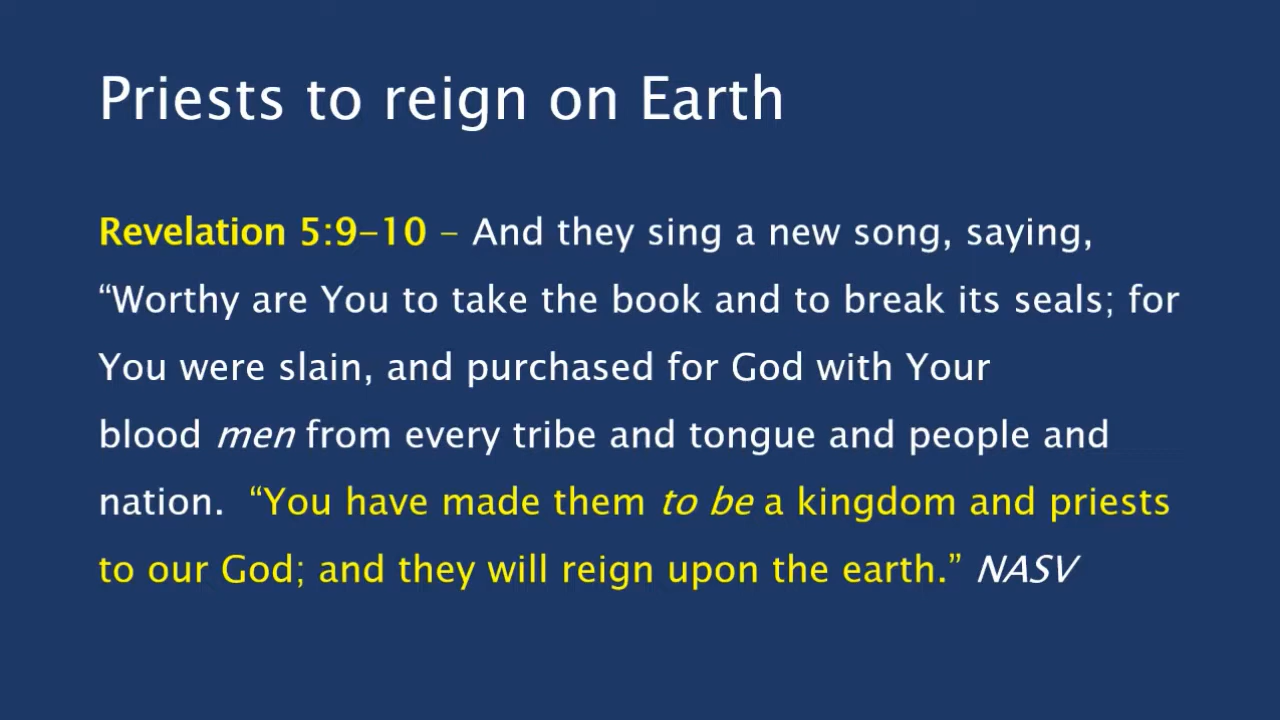 Priests to reign on Earth
Revelation 5:9–10 – And they sing a new song, saying,
“Worthy are You to take the book and to break its seals; for
You were slain, and purchased for God with Your
blood men from every tribe and tongue and people and
nation.  “You have made them to be a kingdom and priests
to our God; and they will reign upon the earth.” NASV